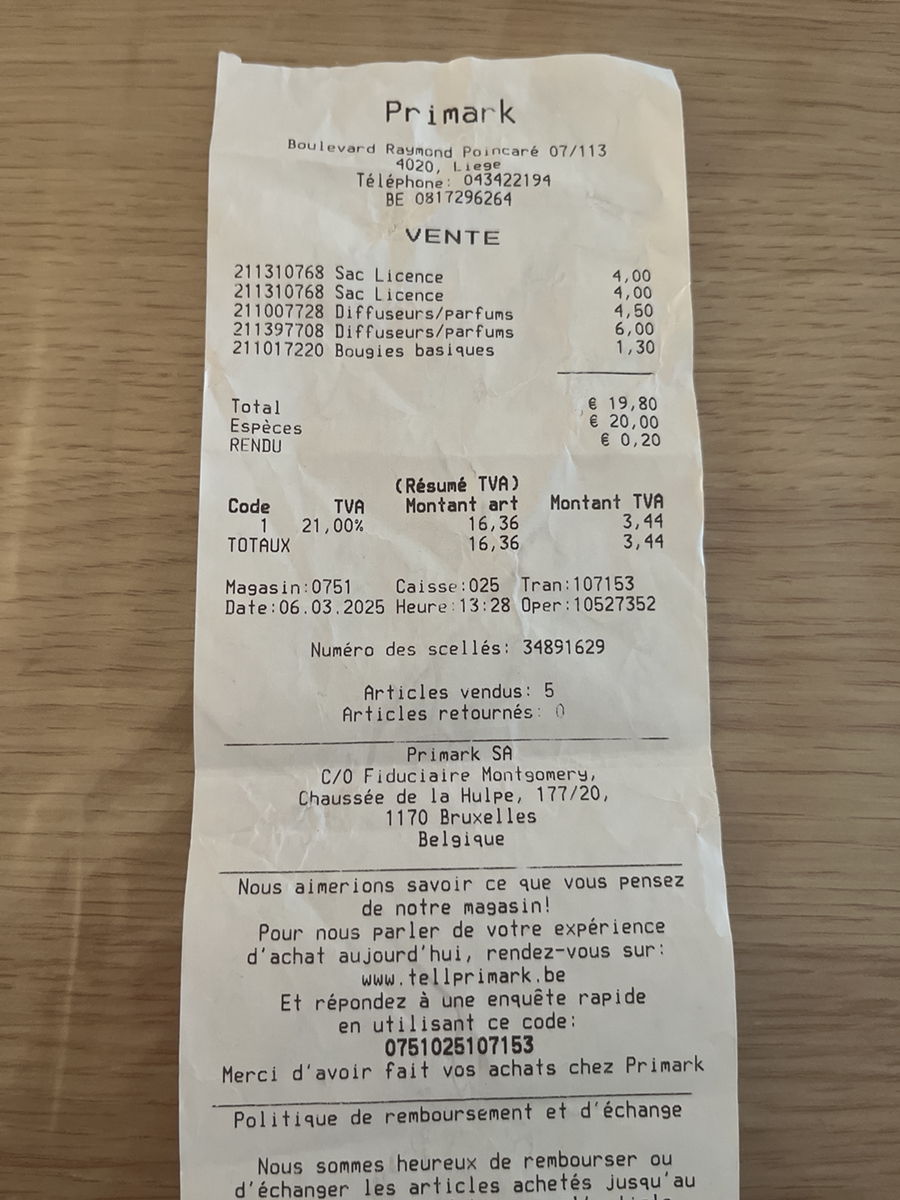 Primark
Boulevard Raymond Poincaré 07/113
4020, Liege
Téléphone: 043422194
BE 0817296264
VENTE
211310768 Sac Licence 4,00
211310768 Sac Licence 4,00
211007728 Diffuseurs/parfums 4,50
211397708 Diffuseurs/parfums 6,00
211017220 Bougies basiques 1,30
Total € 19,80
Espèces € 20,00
RENDU € 0,20
(Résumé TVA)
Code TVA Montant art Montant TVA
1 21,00% 16,36 3,44
TOTAUX 16,36 3,44
Magasin:0751 Caisse:025 Tran:107153
Date:06.03.2025 Heure:13:28 Oper:10527352
Numéro des scellés: 34891629
Articles vendus: 5
Articles retournés: 0
Primark SA
C/O Fiduciaire Montgomery,
Chaussée de la Hulpe, 177/20,
1170 Bruxelles
Belgique
Nous aimerions savoir ce que vous pensez
de notre magasin!
Pour nous parler de votre expérience
d'achat aujourd'hui, rendez-vous sur:
www.tellprimark.be
Et répondez à une enquête rapide
en utilisant ce code:
0751025107153
Merci d'avoir fait vos achats chez Primark
Politique de remboursement et d'échange
Nous sommes heureux de rembourser ou
d'échanger les articles achetés jusqu'au